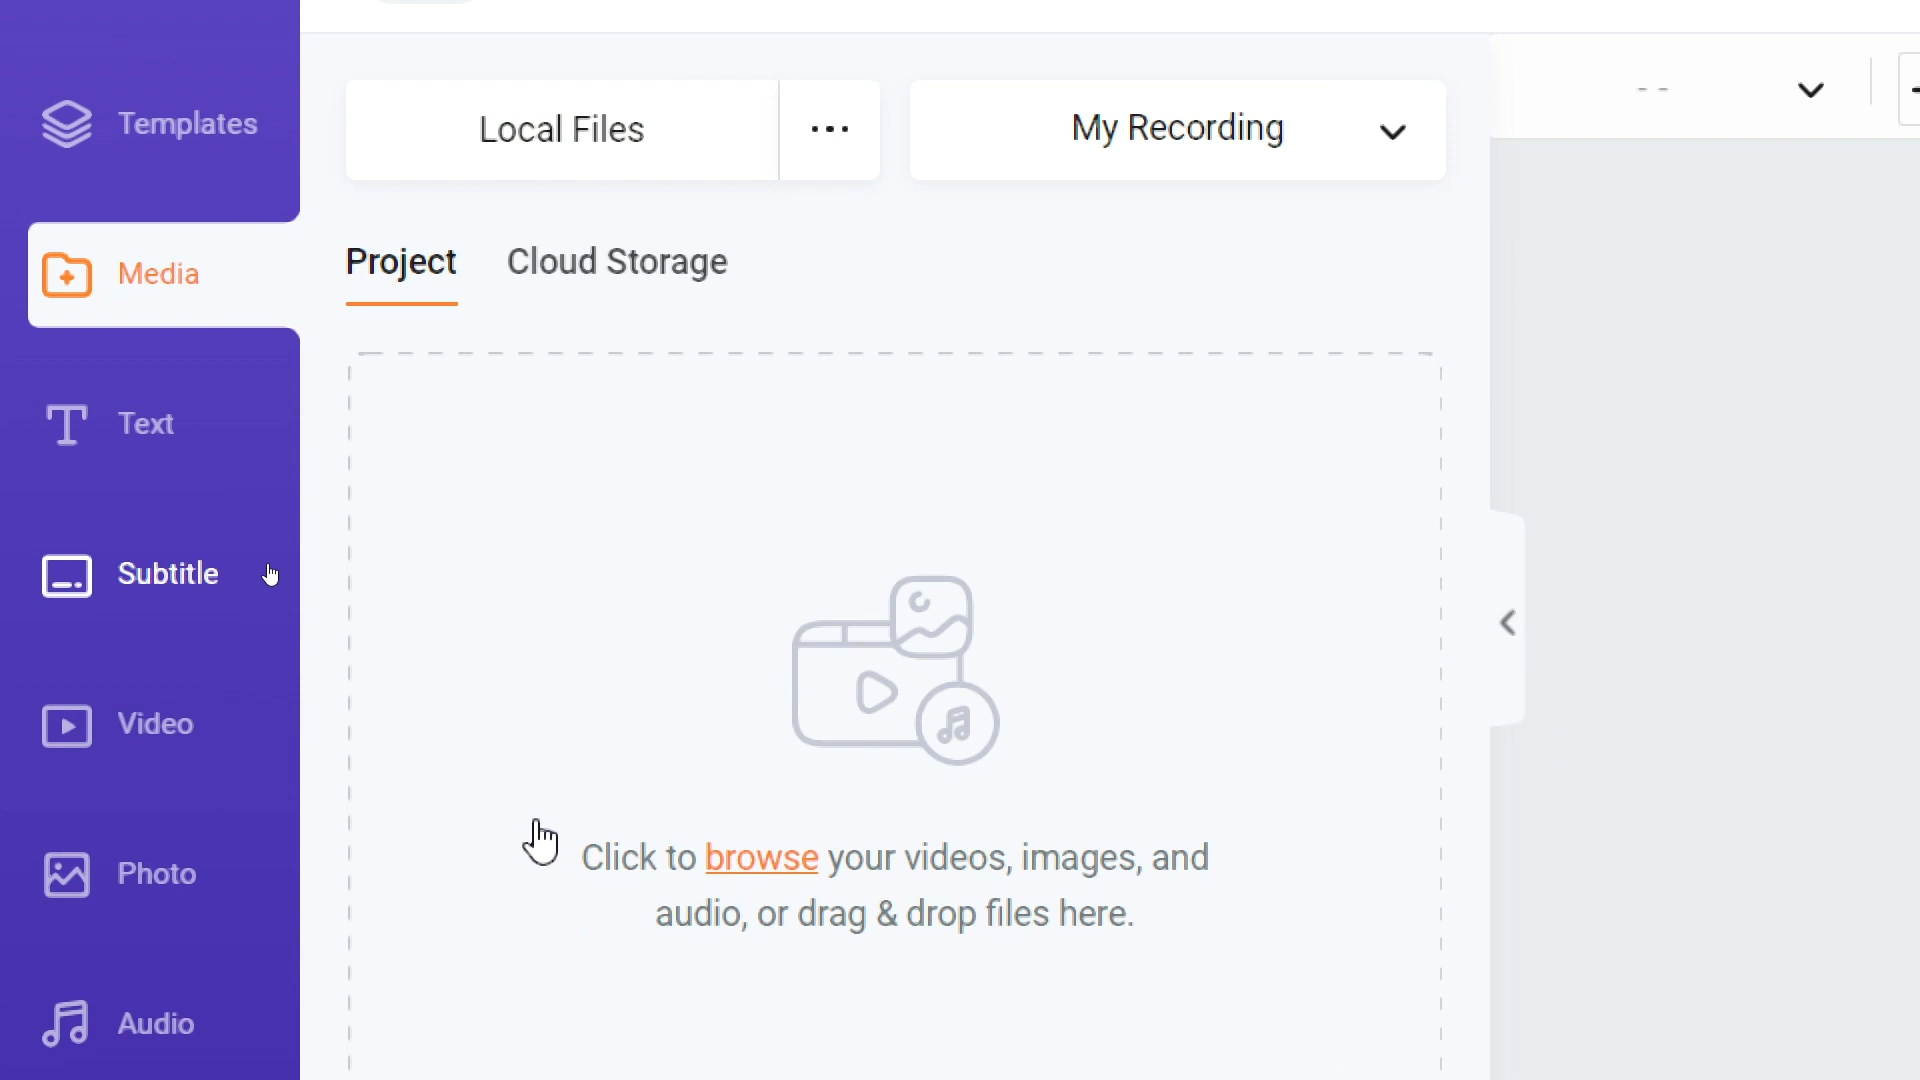 Templates
Media
Text
Subtitle
Video
Photo
Audio
Local Files
...
My Recording
Project
Cloud Storage
Click to browse your videos, images, and
audio, or drag & drop files here.
- -